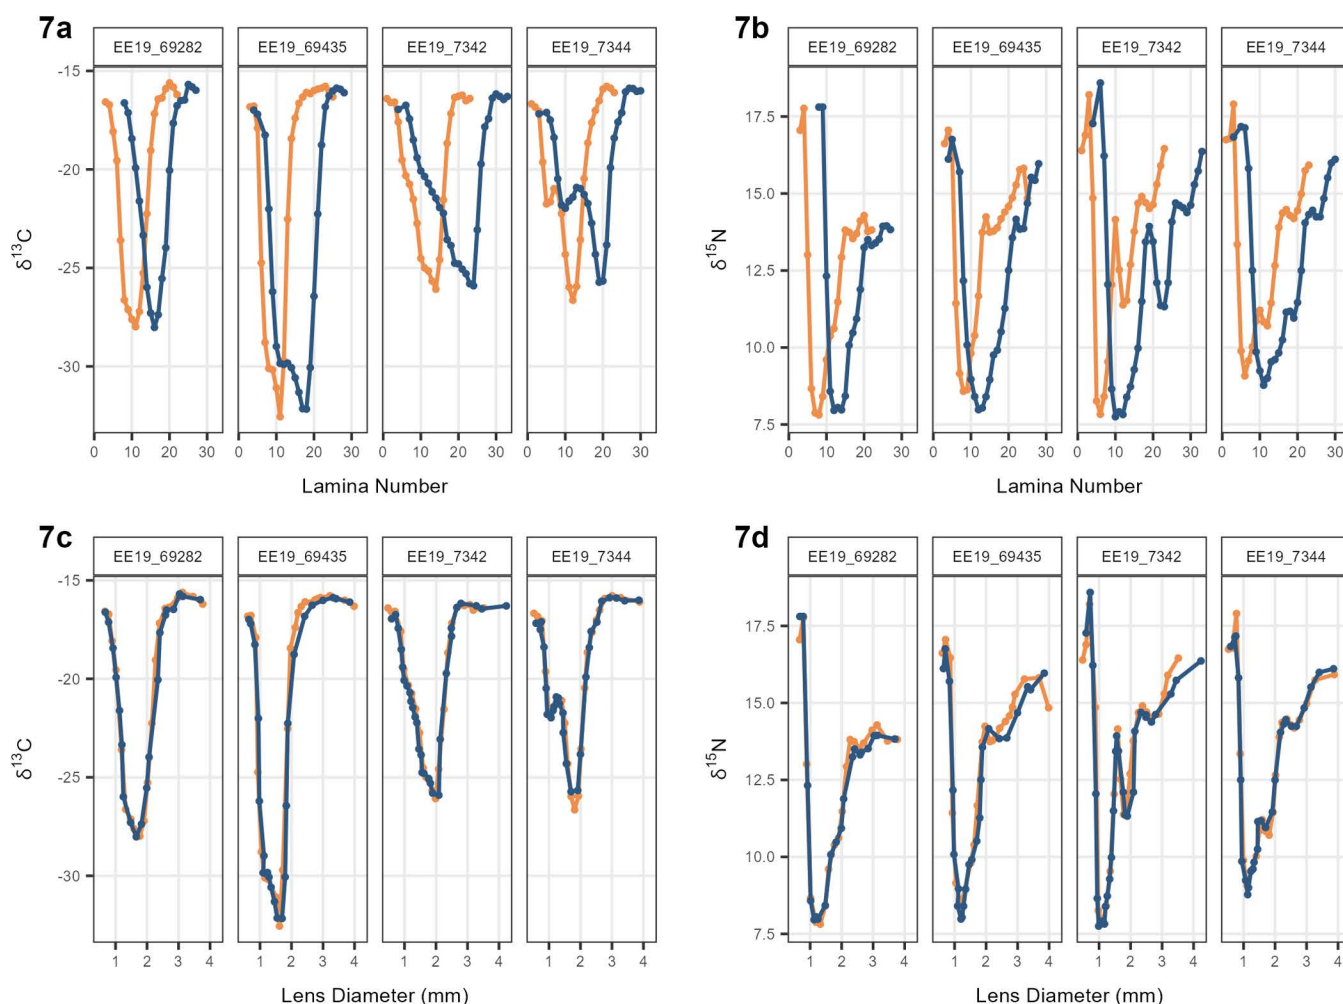 7a
EE19_69282 EE19_69435 EE19_7342 EE19_7344
-15
-20
-25
-30
δ13C
0 10 20 30 0 10 20 30 0 10 20 30 0 10 20 30
Lamina Number
7b
EE19_69282 EE19_69435 EE19_7342 EE19_7344
17.5
15.0
12.5
10.0
7.5
δ15N
0 10 20 30 0 10 20 30 0 10 20 30 0 10 20 30
Lamina Number
7c
EE19_69282 EE19_69435 EE19_7342 EE19_7344
-15
-20
-25
-30
δ13C
1 2 3 4 1 2 3 4 1 2 3 4 1 2 3 4
Lens Diameter (mm)
7d
EE19_69282 EE19_69435 EE19_7342 EE19_7344
17.5
15.0
12.5
10.0
7.5
δ15N
1 2 3 4 1 2 3 4 1 2 3 4 1 2 3 4
Lens Diameter (mm)